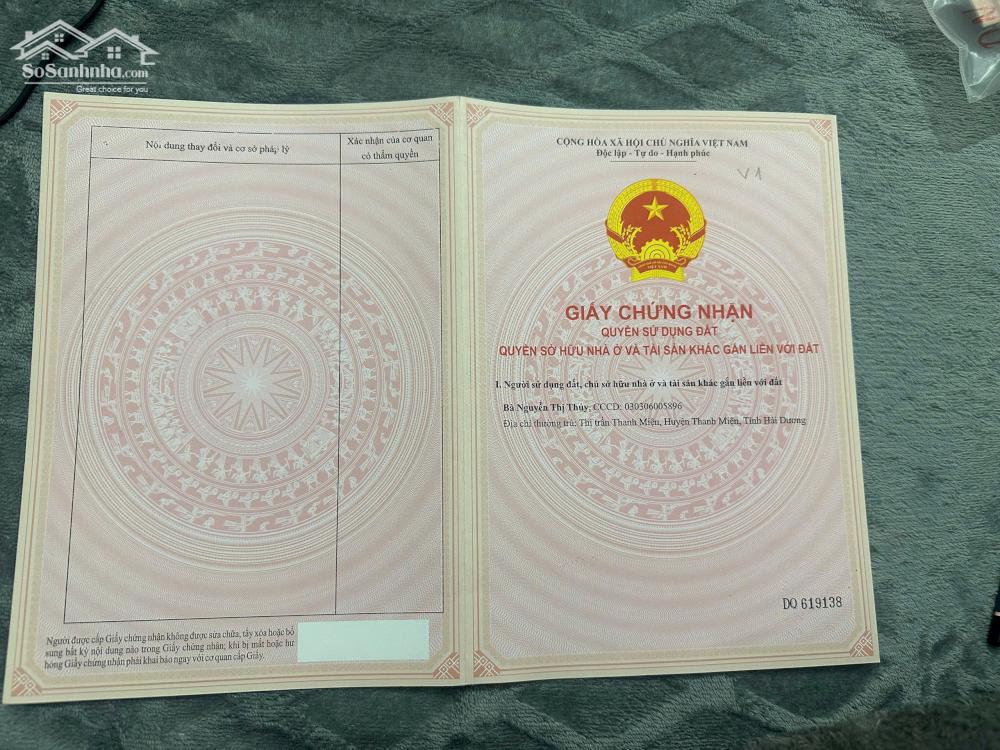 SoSanhnha.com
Great choice for you
Nội dung thay đổi và cơ sở pháp lý
Xác nhận của cơ quan
có thẩm quyền
Người được cấp Giấy chứng nhận không được sửa chữa, tẩy xóa hoặc bổ
sung bất kỳ nội dung nào trong Giấy chứng nhận; khi bị mất hoặc hư
hỏng Giấy chứng nhận phải khai báo ngay với cơ quan cấp Giấy.
CỘNG HÒA XÃ HỘI CHỦ NGHĨA VIỆT NAM
Độc lập - Tự do - Hạnh phúc
V1
VIỆT NAM
GIẤY CHỨNG NHẬN
QUYỀN SỬ DỤNG ĐẤT
QUYỀN SỞ HỮU NHÀ Ở VÀ TÀI SẢN KHÁC GẮN LIỀN VỚI ĐẤT
I. Người sử dụng đất, chủ sở hữu nhà ở và tài sản khác gắn liền với đất
Bà Nguyễn Thị Thúy, CCCD: 030306005896
Địa chỉ thường trú: Thị trấn Thanh Miện, Huyện Thanh Miện, Tỉnh Hải Dương
DQ 619138